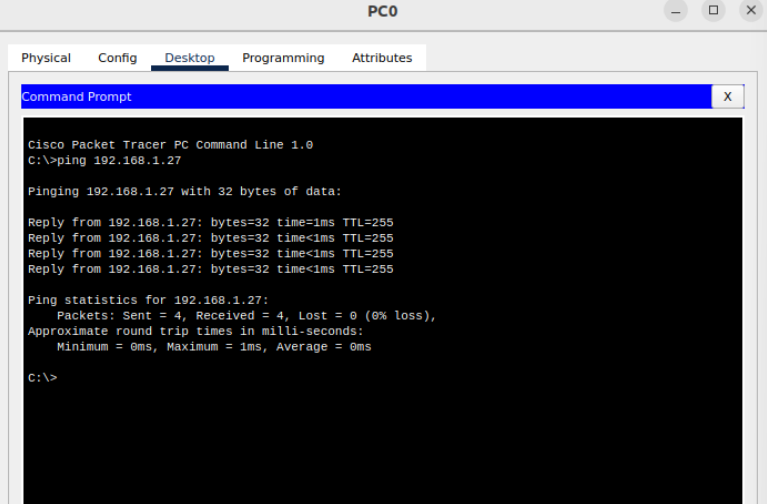 PC0
Physical Config Desktop Programming Attributes
Command Prompt X
Cisco Packet Tracer PC Command Line 1.0
C:\>ping 192.168.1.27
Pinging 192.168.1.27 with 32 bytes of data:
Reply from 192.168.1.27: bytes=32 time=1ms TTL=255
Reply from 192.168.1.27: bytes=32 time<1ms TTL=255
Reply from 192.168.1.27: bytes=32 time<1ms TTL=255
Reply from 192.168.1.27: bytes=32 time<1ms TTL=255
Ping statistics for 192.168.1.27:
    Packets: Sent = 4, Received = 4, Lost = 0 (0% loss),
Approximate round trip times in milli-seconds:
    Minimum = 0ms, Maximum = 1ms, Average = 0ms
C:\>